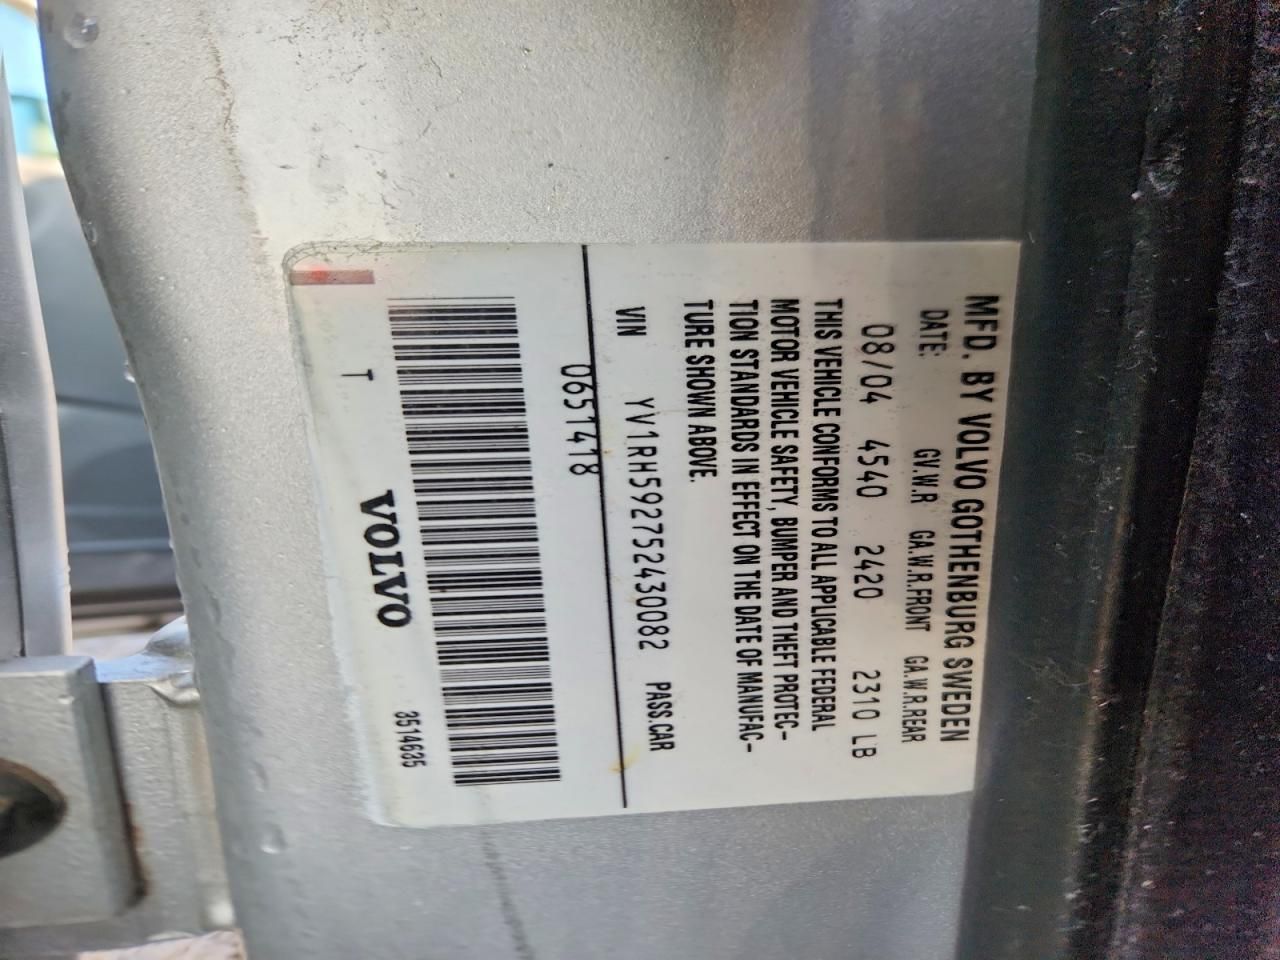 MFD. BY VOLVO GOTHENBURG SWEDEN
DATE: GV.W.R GA.W.R.FRONT GA.W.R.REAR
08/04 4540 2420 2310 LB
THIS VEHICLE CONFORMS TO ALL APPLICABLE FEDERAL
MOTOR VEHICLE SAFETY, BUMPER AND THEFT PROTEC-
TION STANDARDS IN EFFECT ON THE DATE OF MANUFAC-
TURE SHOWN ABOVE.
VIN YV1RH592752430082 PASS.CAR
0651418
T VOLVO 3514635